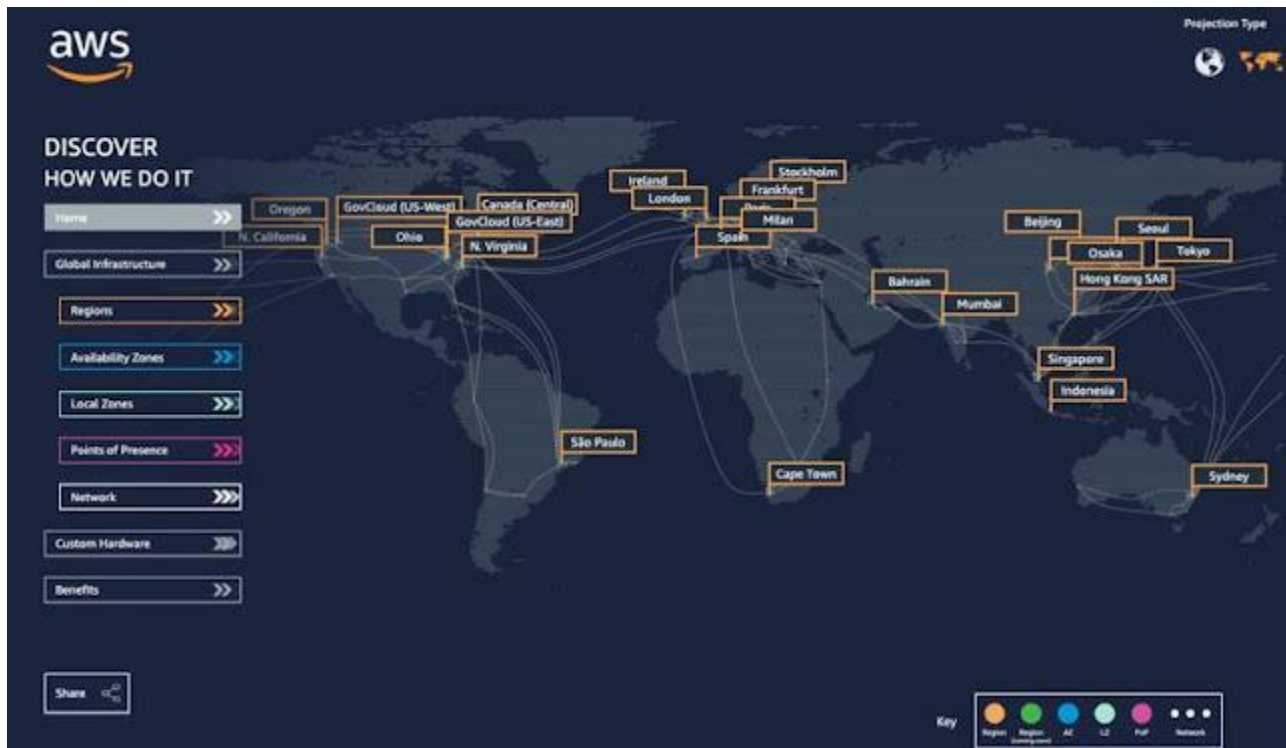 aws
Projection Type
DISCOVER
HOW WE DO IT
Home
Global Infrastructure
Regions
Availability Zones
Local Zones
Points of Presence
Network
Custom Hardware
Benefits
Share
Oregon
GovCloud (US-West)
Canada (Central)
GovCloud (US-East)
N. California
Ohio
N. Virginia
São Paulo
Ireland
London
Stockholm
Frankfurt
Milan
Spain
Cape Town
Bahrain
Mumbai
Beijing
Seoul
Osaka
Tokyo
Hong Kong SAR
Singapore
Indonesia
Sydney
Key
Region
Region
AZ
LZ
PoP
Network